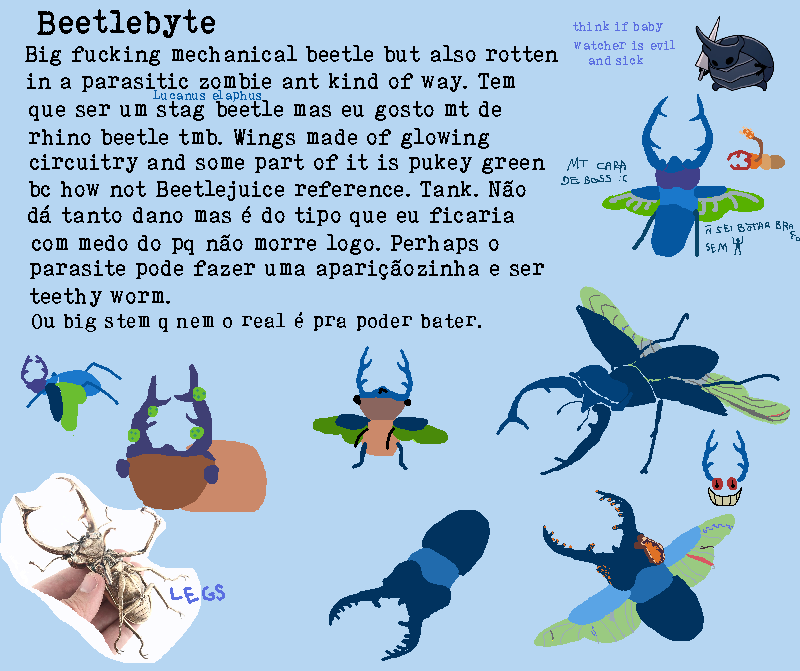 Beetlebyte
think if baby
watcher is evil
and sick
Big fucking mechanical beetle but also rotten
in a parasitic zombie ant kind of way. Tem
Lucanus elaphus
que ser um stag beetle mas eu gosto mt de
rhino beetle tmb. Wings made of glowing
circuitry and some part of it is pukey green
bc how not Beetlejuice reference. Tank. Não
dá tanto dano mas é do tipo que eu ficaria
com medo do pq não morre logo. Perhaps o
parasite pode fazer uma apariçãozinha e ser
teethy worm.
Ou big stem q nem o real é pra poder bater.
MT CARA
DE BOSS :C
Ñ SEI BOTAR BRA
SEM
LEGS